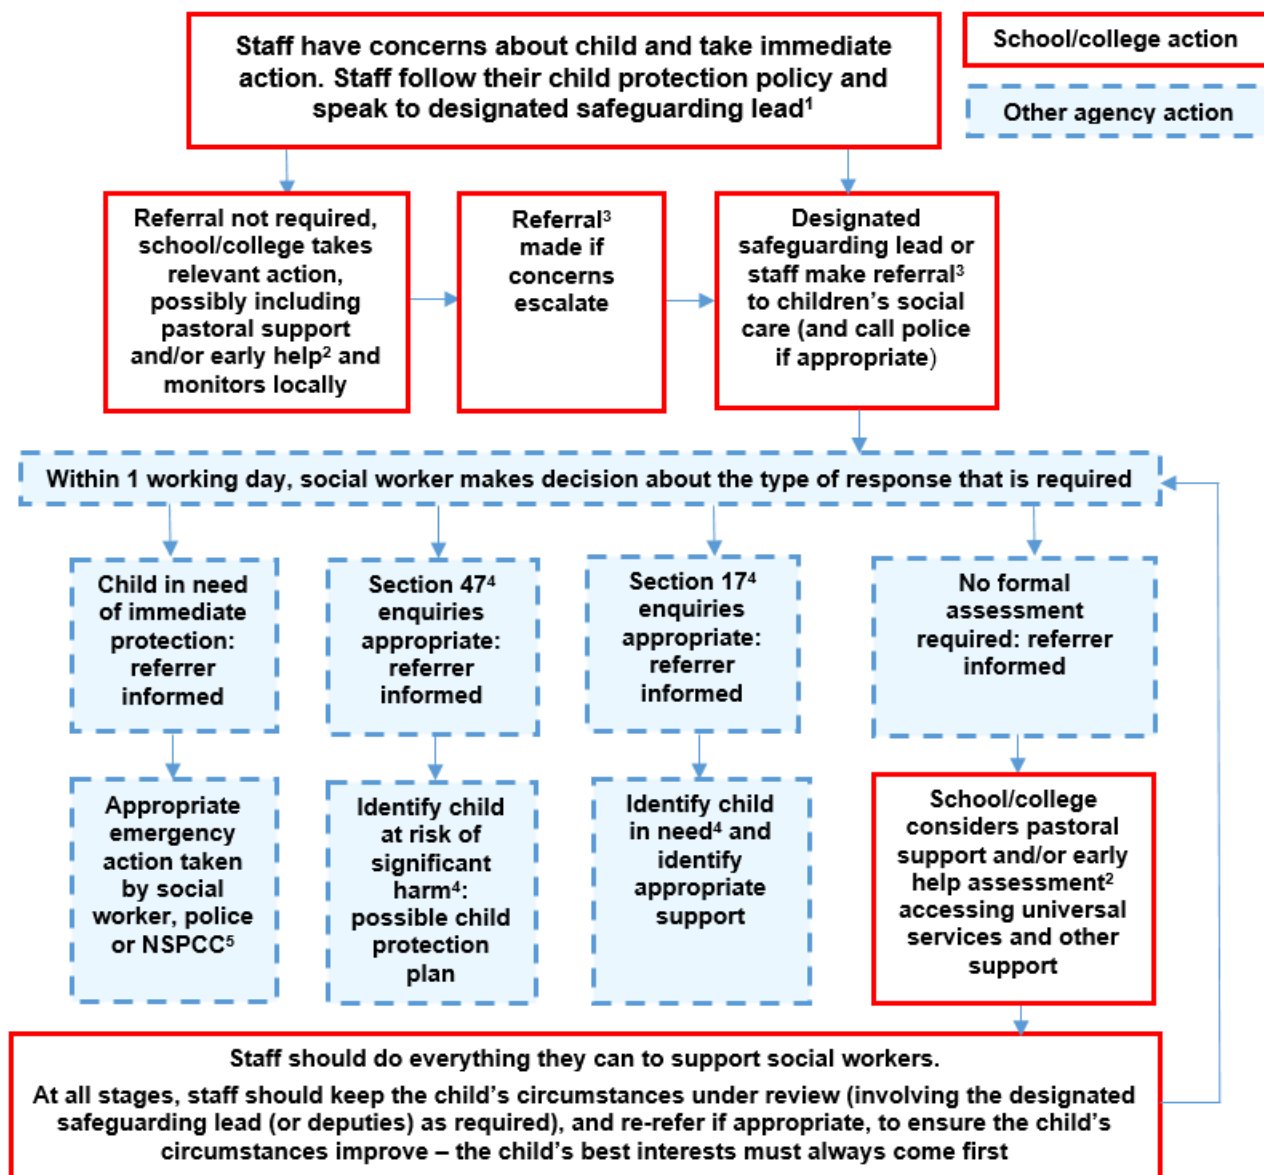 Staff have concerns about child and take immediate
action. Staff follow their child protection policy and
speak to designated safeguarding lead¹
School/college action
Other agency action
Referral not required,
school/college takes
relevant action,
possibly including
pastoral support
and/or early help² and
monitors locally
Referral³
made if
concerns
escalate
Designated
safeguarding lead or
staff make referral³
to children’s social
care (and call police
if appropriate)
Within 1 working day, social worker makes decision about the type of response that is required
Child in need
of immediate
protection:
referrer
informed
Section 47⁴
enquiries
appropriate:
referrer
informed
Section 17⁴
enquiries
appropriate:
referrer
informed
No formal
assessment
required: referrer
informed
Appropriate
emergency
action taken
by social
worker, police
or NSPCC⁵
Identify child
at risk of
significant
harm⁴:
possible child
protection
plan
Identify child
in need⁴ and
identify
appropriate
support
School/college
considers pastoral
support and/or early
help assessment²
accessing universal
services and other
support
Staff should do everything they can to support social workers.
At all stages, staff should keep the child’s circumstances under review (involving the designated
safeguarding lead (or deputies) as required), and re-refer if appropriate, to ensure the child’s
circumstances improve – the child’s best interests must always come first